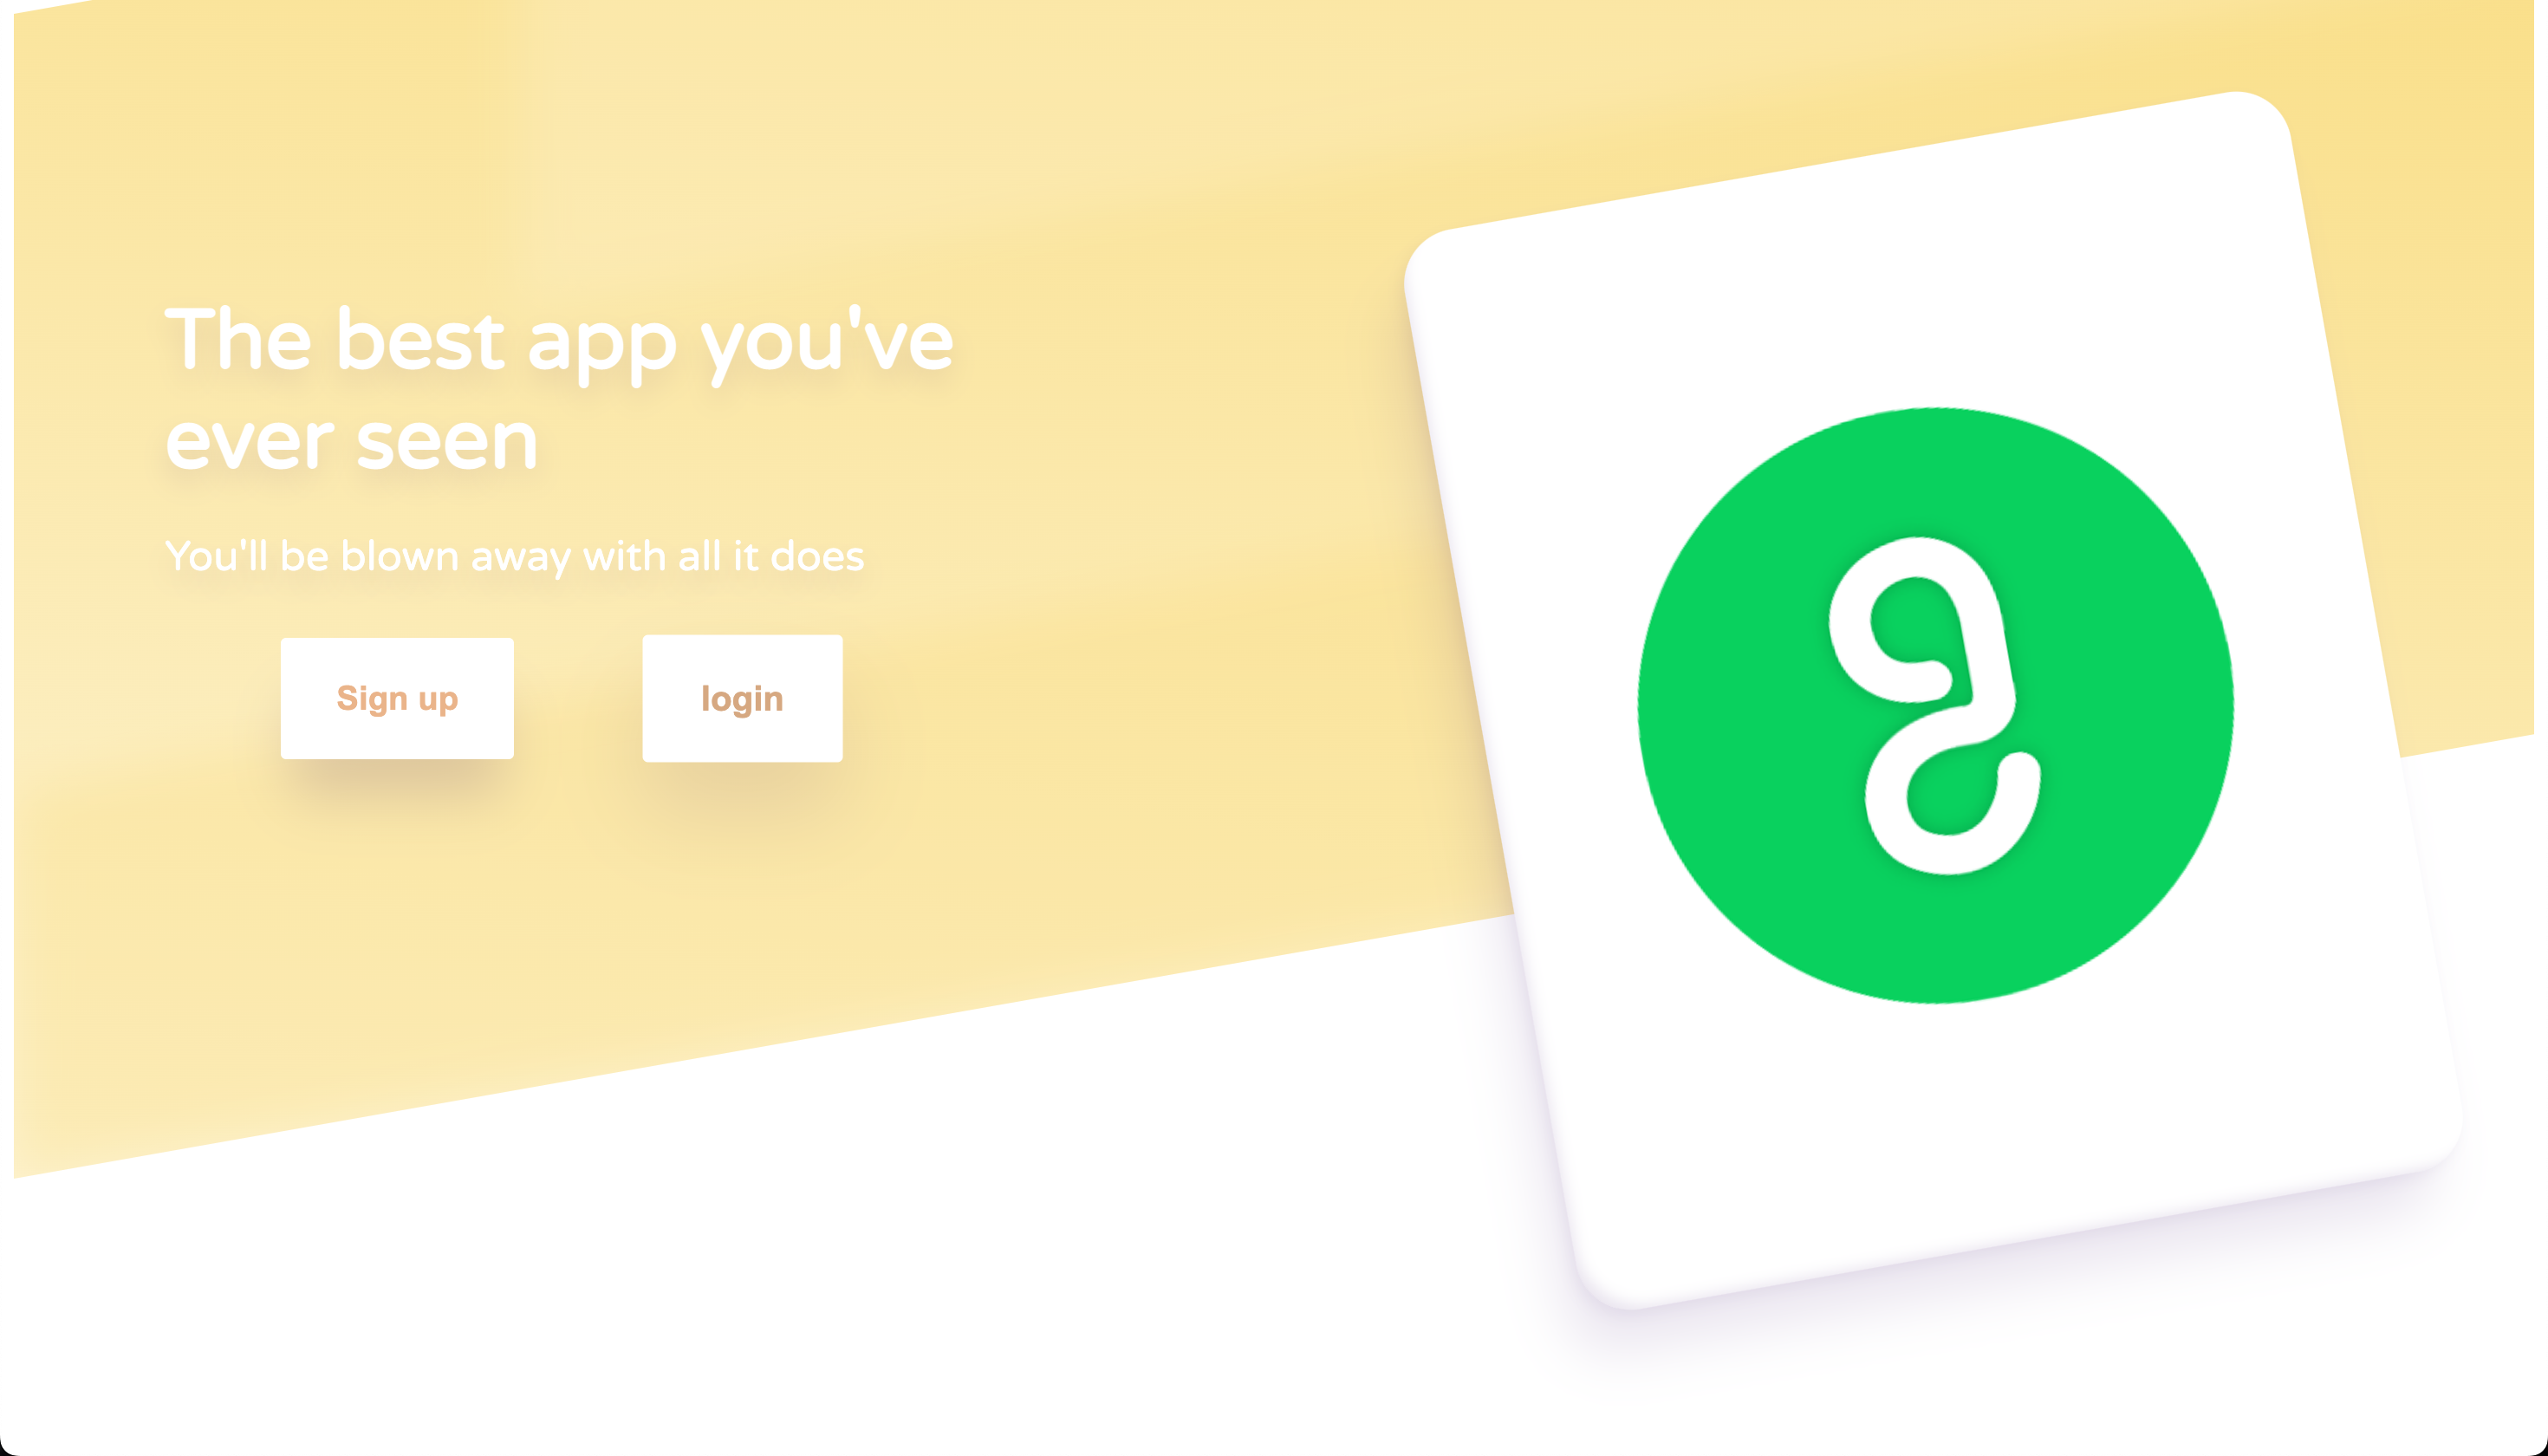 The best app you've
ever seen
You'll be blown away with all it does
Sign up
login